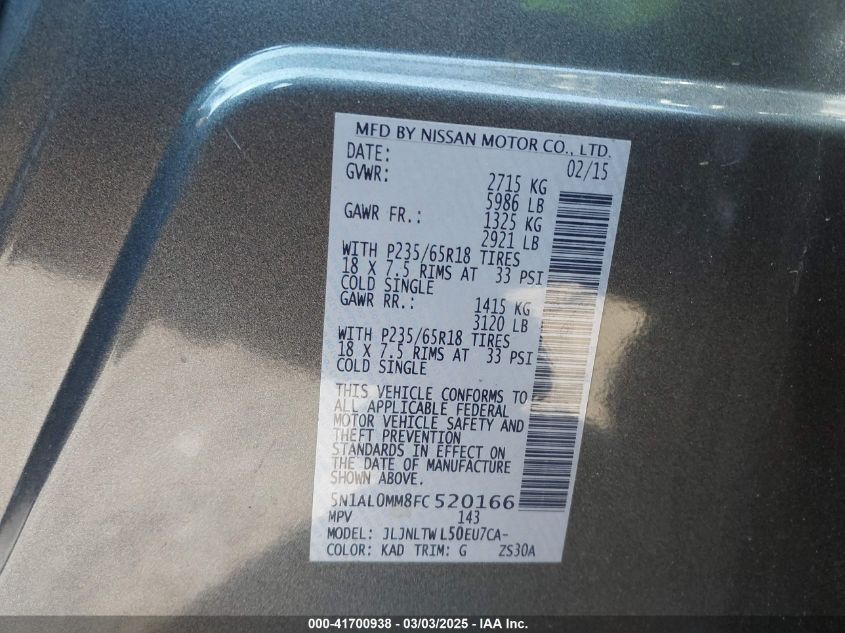 MFD BY NISSAN MOTOR CO., LTD.
DATE: 02/15
GVWR: 2715 KG
5986 LB
GAWR FR.: 1325 KG
2921 LB
WITH P235/65R18 TIRES
18 X 7.5 RIMS AT 33 PSI
COLD SINGLE
GAWR RR.: 1415 KG
3120 LB
WITH P235/65R18 TIRES
18 X 7.5 RIMS AT 33 PSI
COLD SINGLE
THIS VEHICLE CONFORMS TO
ALL APPLICABLE FEDERAL
MOTOR VEHICLE SAFETY AND
THEFT PREVENTION
STANDARDS IN EFFECT ON
THE DATE OF MANUFACTURE
SHOWN ABOVE.
5N1AL0MM8FC520166
MPV 143
MODEL: JLJNLTWL50EU7CA-
COLOR: KAD TRIM: G ZS30A
000-41700938 - 03/03/2025 - IAA Inc.